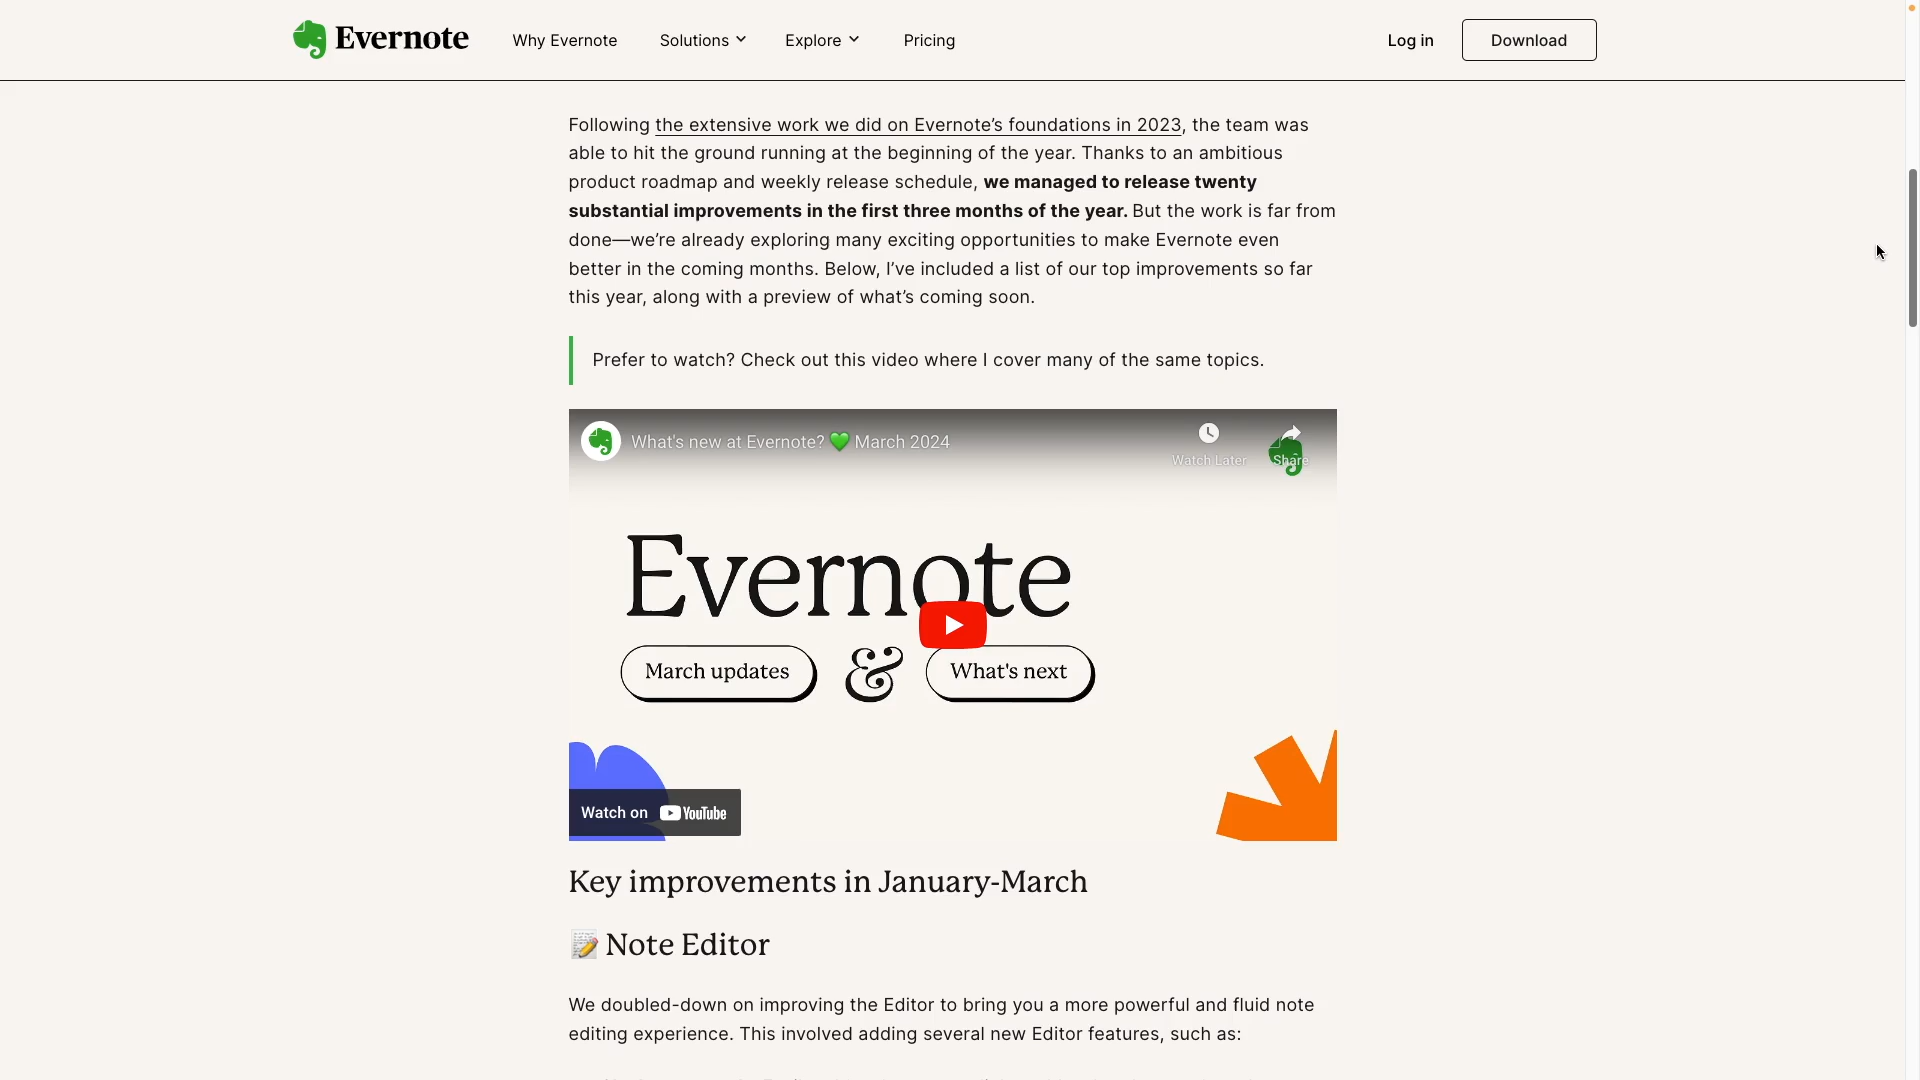 Evernote
Why Evernote
Solutions
Explore
Pricing
Log in
Download
Following the extensive work we did on Evernote’s foundations in 2023, the team was
able to hit the ground running at the beginning of the year. Thanks to an ambitious
product roadmap and weekly release schedule, we managed to release twenty
substantial improvements in the first three months of the year. But the work is far from
done—we’re already exploring many exciting opportunities to make Evernote even
better in the coming months. Below, I’ve included a list of our top improvements so far
this year, along with a preview of what’s coming soon.
Prefer to watch? Check out this video where I cover many of the same topics.
What's new at Evernote? 💚 March 2024
Watch Later
Share
Evernote
March updates & What's next
Watch on YouTube
Key improvements in January-March
📝 Note Editor
We doubled-down on improving the Editor to bring you a more powerful and fluid note
editing experience. This involved adding several new Editor features, such as: